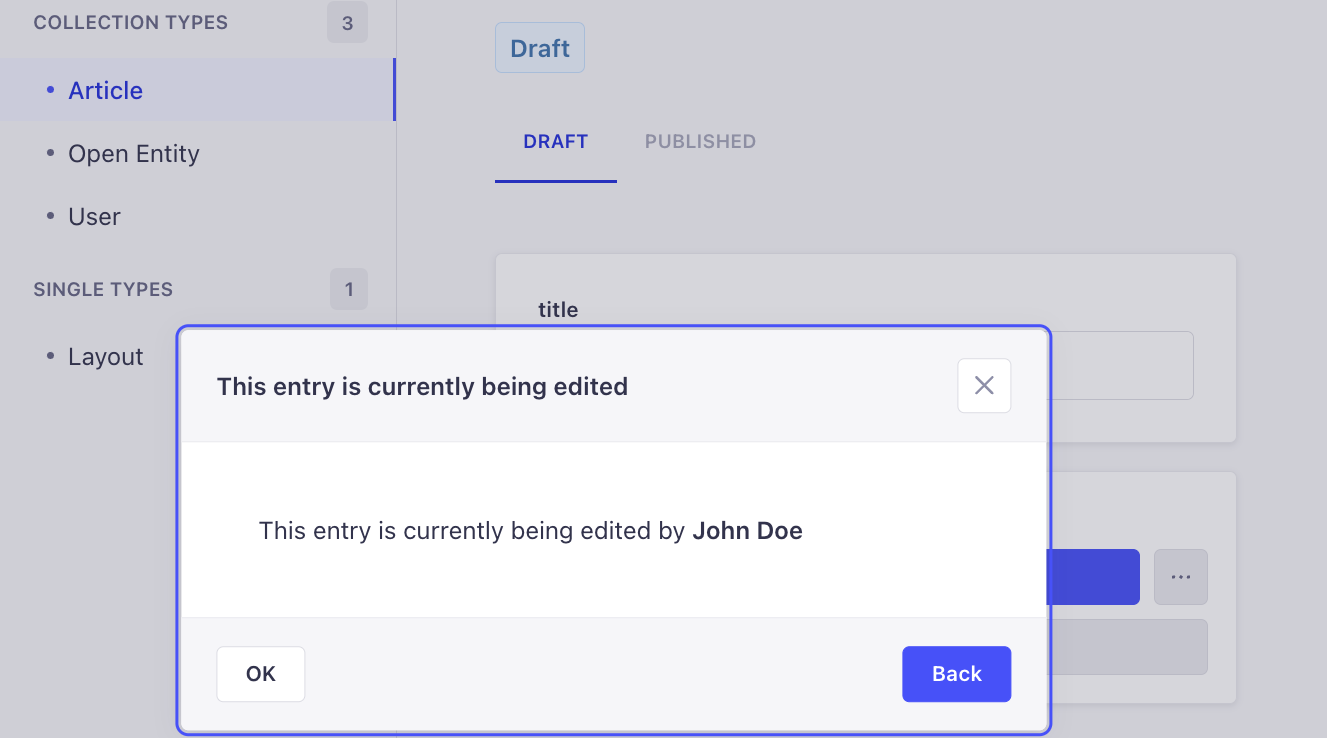 COLLECTION TYPES 3
Article
Open Entity
User
SINGLE TYPES 1
Layout
Draft
DRAFT PUBLISHED
title
This entry is currently being edited
This entry is currently being edited by John Doe
OK Back